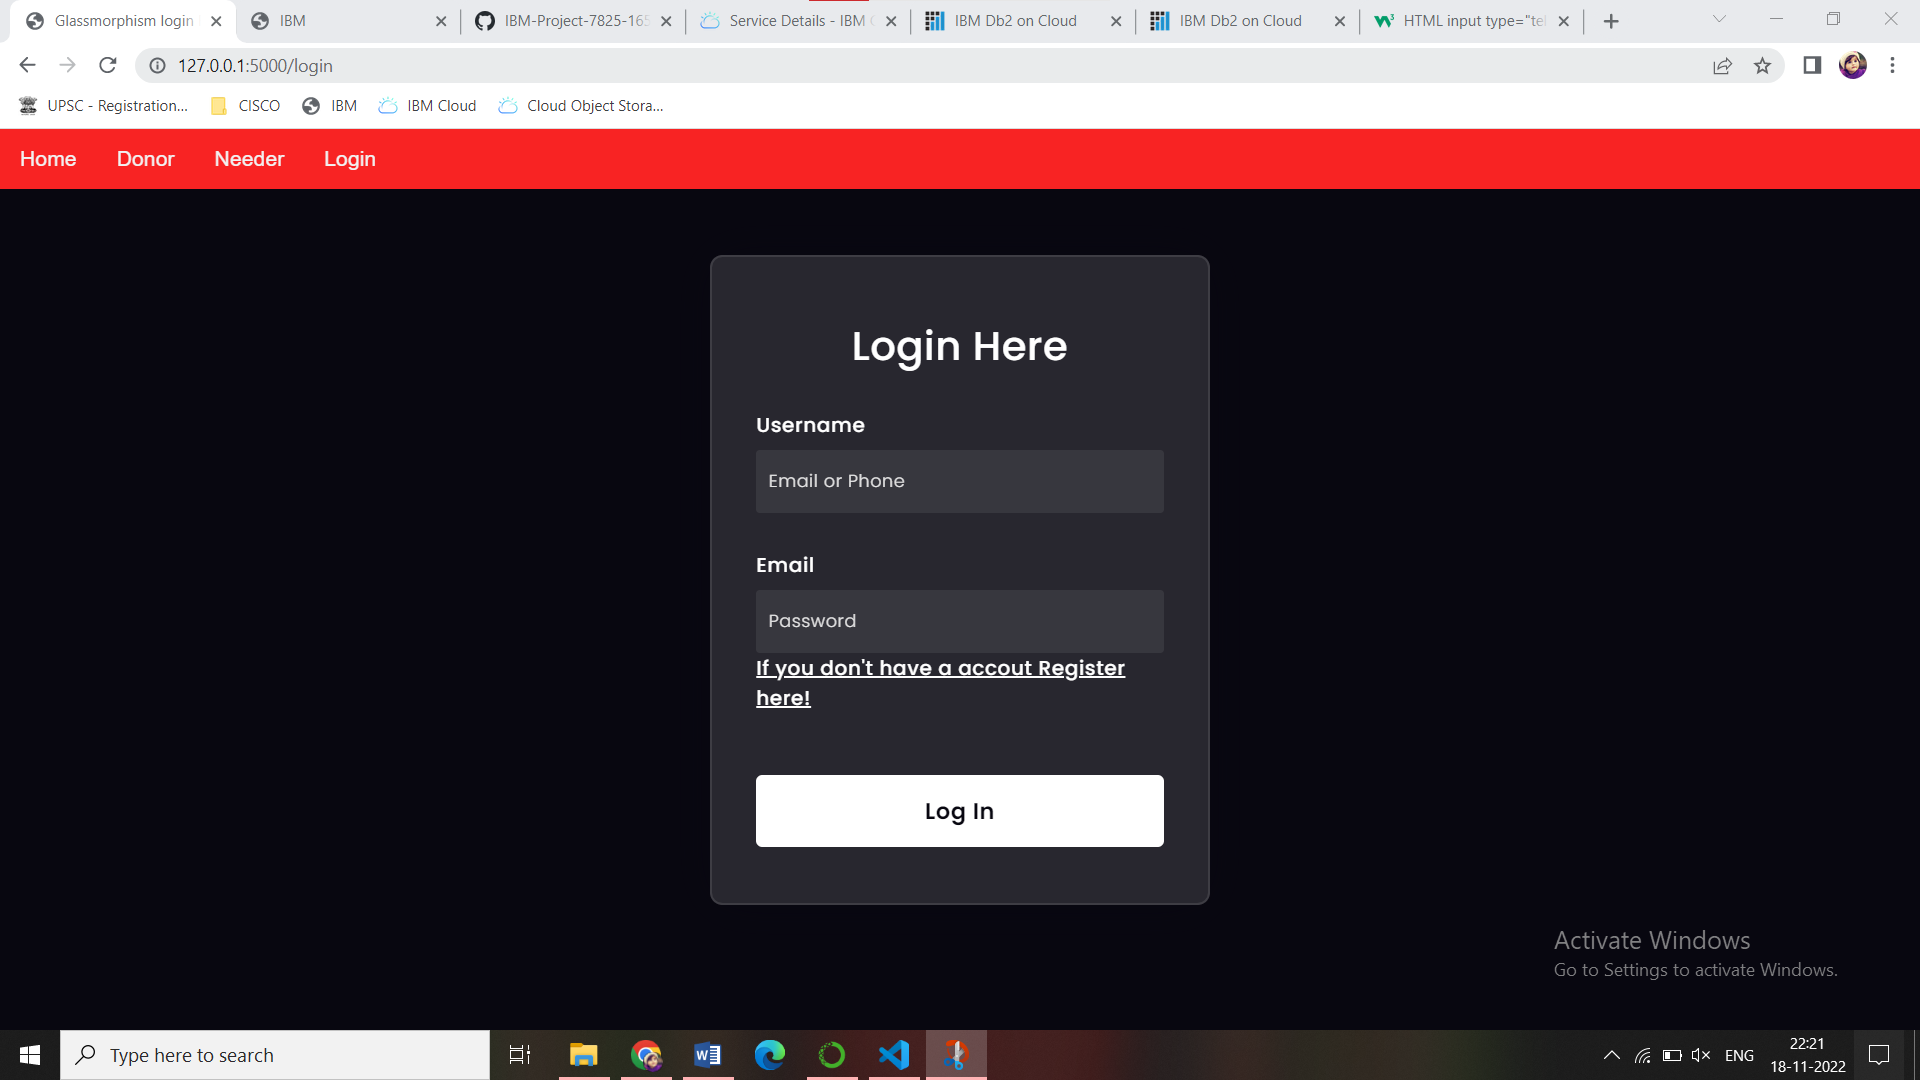 Glassmorphism login
IBM
IBM-Project-7825-165
Service Details - IBM C
IBM Db2 on Cloud
IBM Db2 on Cloud
HTML input type="tel
127.0.0.1:5000/login
UPSC - Registration...
CISCO
IBM
IBM Cloud
Cloud Object Stora...
Home
Donor
Needer
Login
Login Here
Username
Email or Phone
Email
Password
If you don't have a accout Register
here!
Log In
Activate Windows
Go to Settings to activate Windows.
Type here to search
ENG
22:21
18-11-2022